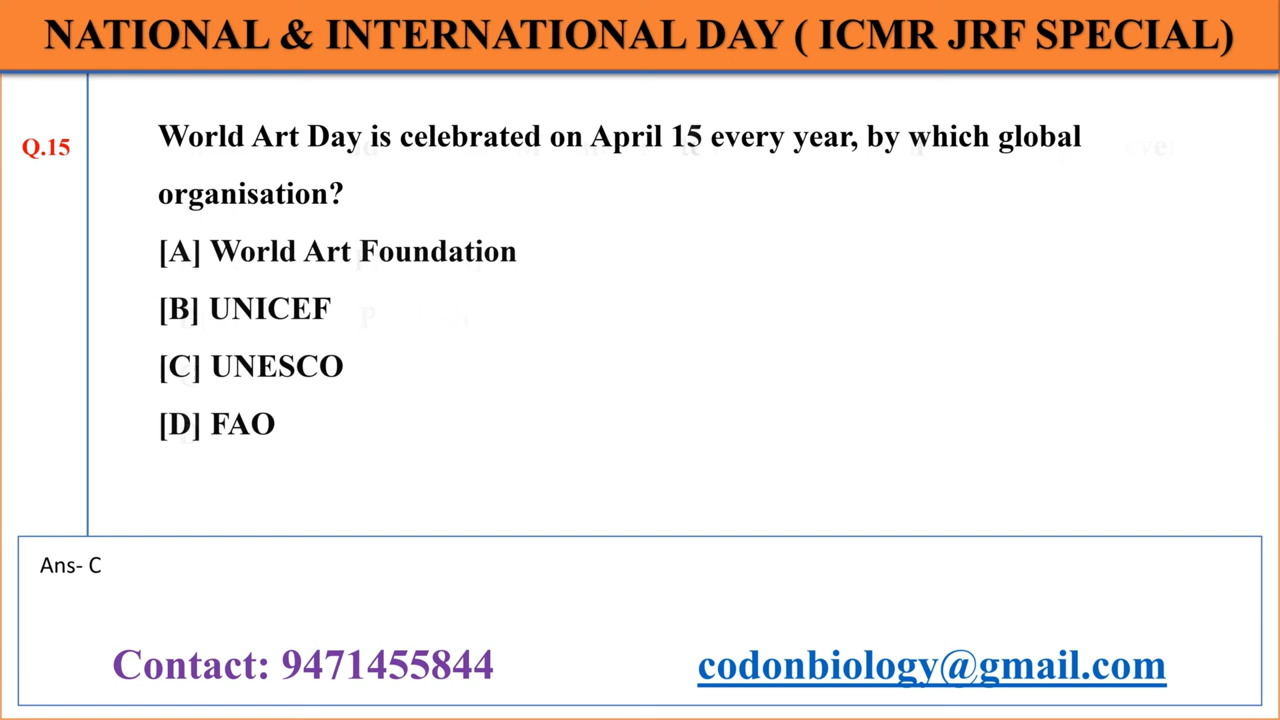 NATIONAL & INTERNATIONAL DAY ( ICMR JRF SPECIAL)
Q.15
World Art Day is celebrated on April 15 every year, by which global
organisation?
[A] World Art Foundation
[B] UNICEF
[C] UNESCO
[D] FAO
Ans- C
Contact: 9471455844
codonbiology@gmail.com